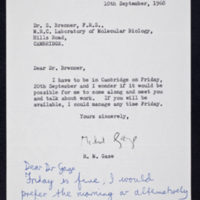 10th September, 1968
Dr. S. Brenner, F.R.S.,
M.R.C. Laboratory of Molecular Biology,
Hills Road,
CAMBRIDGE.
Dear Dr. Brenner,
I have to be in Cambridge on Friday,
20th September and I wonder if it would be
possible for me to come along and meet you
and talk about work. If you will be
available, I could manage any time Friday.
Yours sincerely,
R. M. Gaze
Dear Dr Gaze
Friday is fine, I would
prefer the morning or alternatively